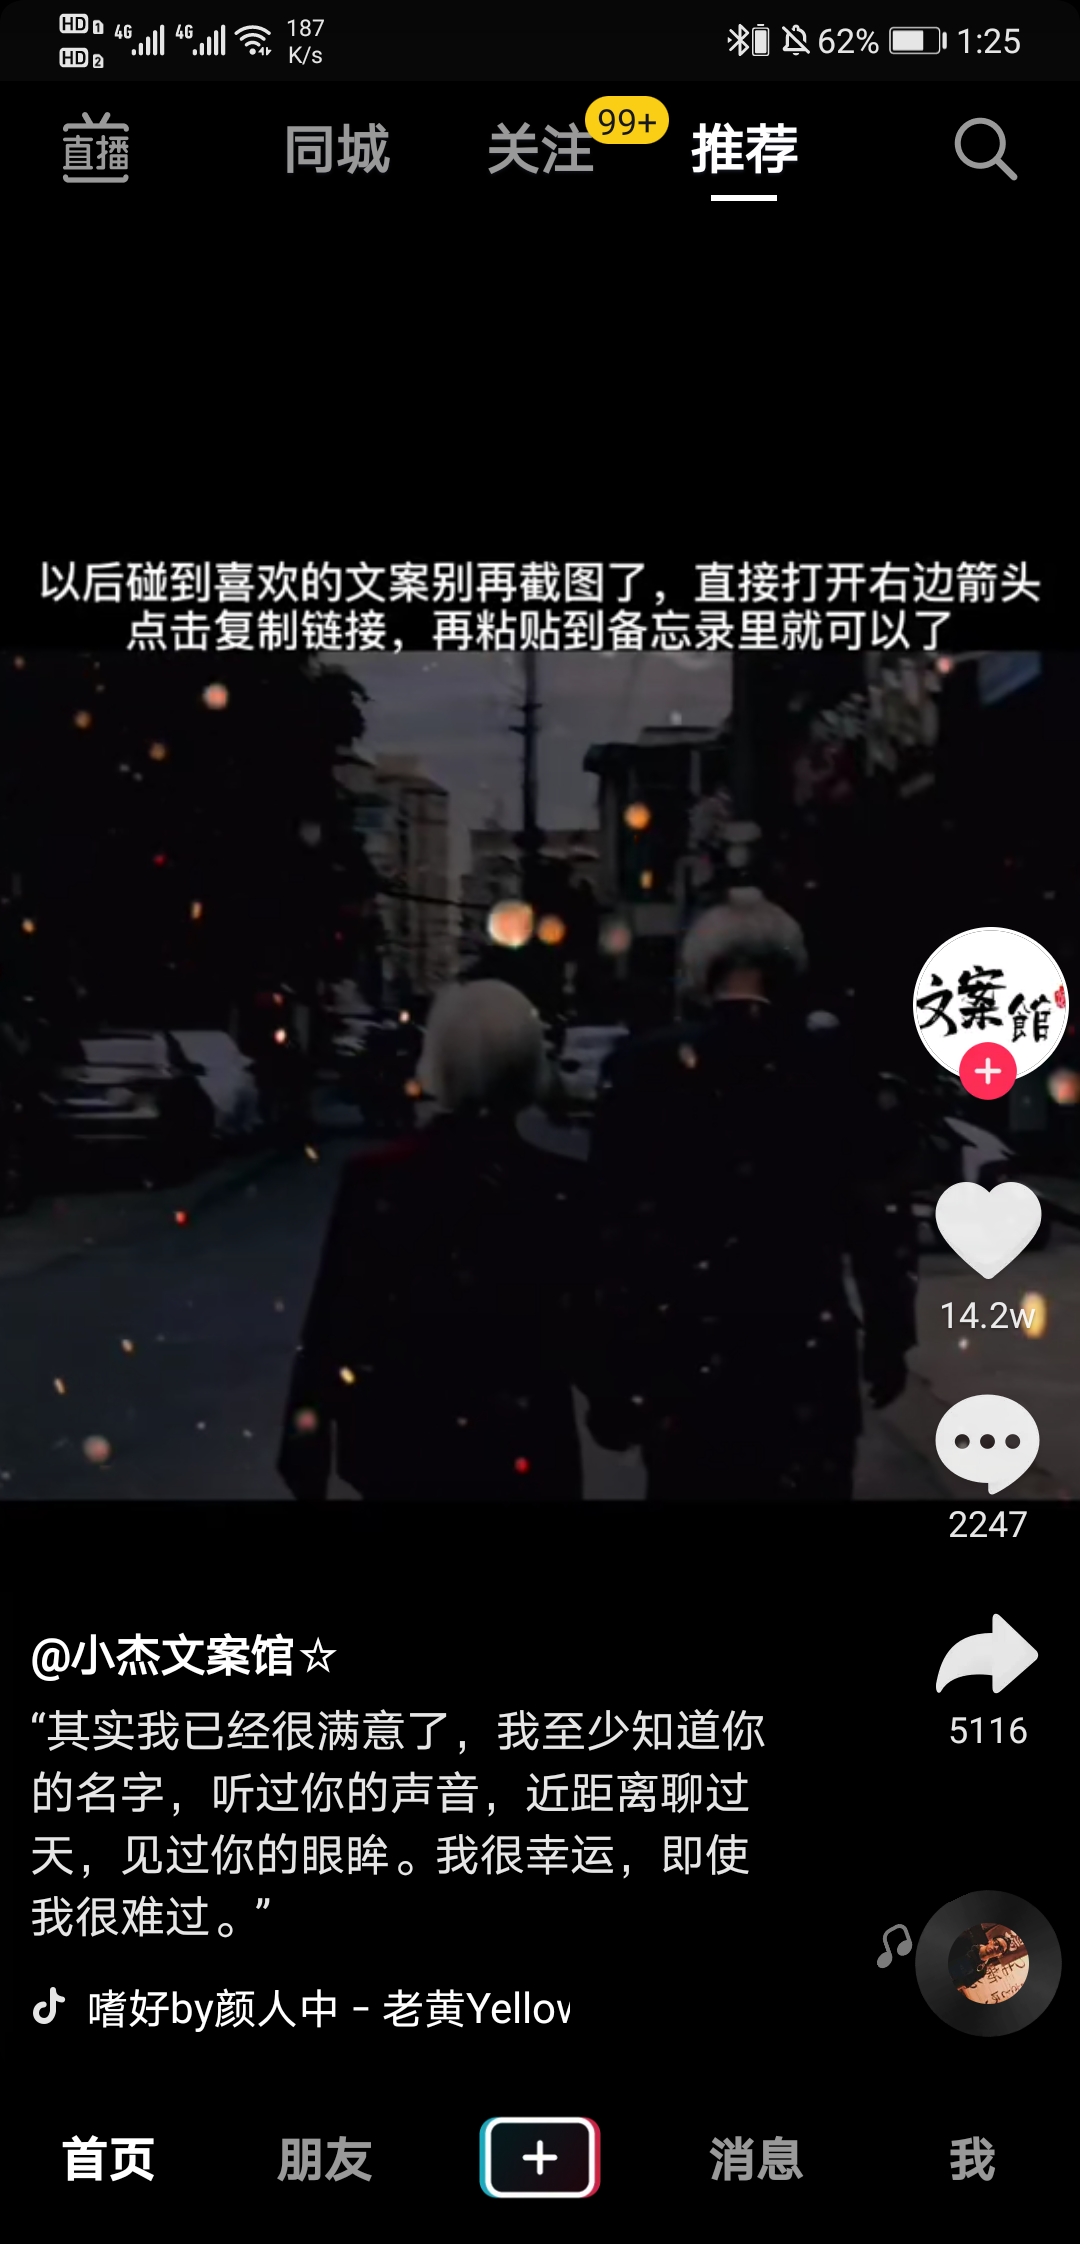 HD 1 4G 4G 187
HD 2 K/s
62% 1:25
直播 同城 关注 99+ 推荐
以后碰到喜欢的文案别再截图了，直接打开右边箭头
点击复制链接，再粘贴到备忘录里就可以了
文案館
14.2w
2247
@小杰文案馆☆
5116
“其实我已经很满意了，我至少知道你
的名字，听过你的声音，近距离聊过
天，见过你的眼眸。我很幸运，即使
我很难过。”
嗜好by颜人中 - 老黄Yellow
首页 朋友 消息 我